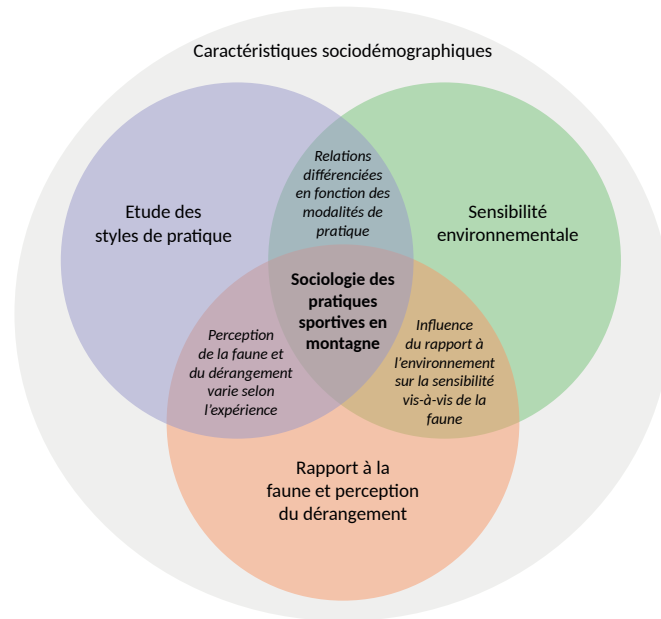 Caractéristiques sociodémographiques
Relations
différenciées
en fonction des
modalités de
pratique
Etude des
styles de pratique
Sensibilité
environnementale
Sociologie des
pratiques
sportives en
montagne
Perception
de la faune et
du dérangement
varie selon
l'expérience
Influence
du rapport à
l'environnement
sur la sensibilité
vis-à-vis de la
faune
Rapport à la
faune et perception
du dérangement